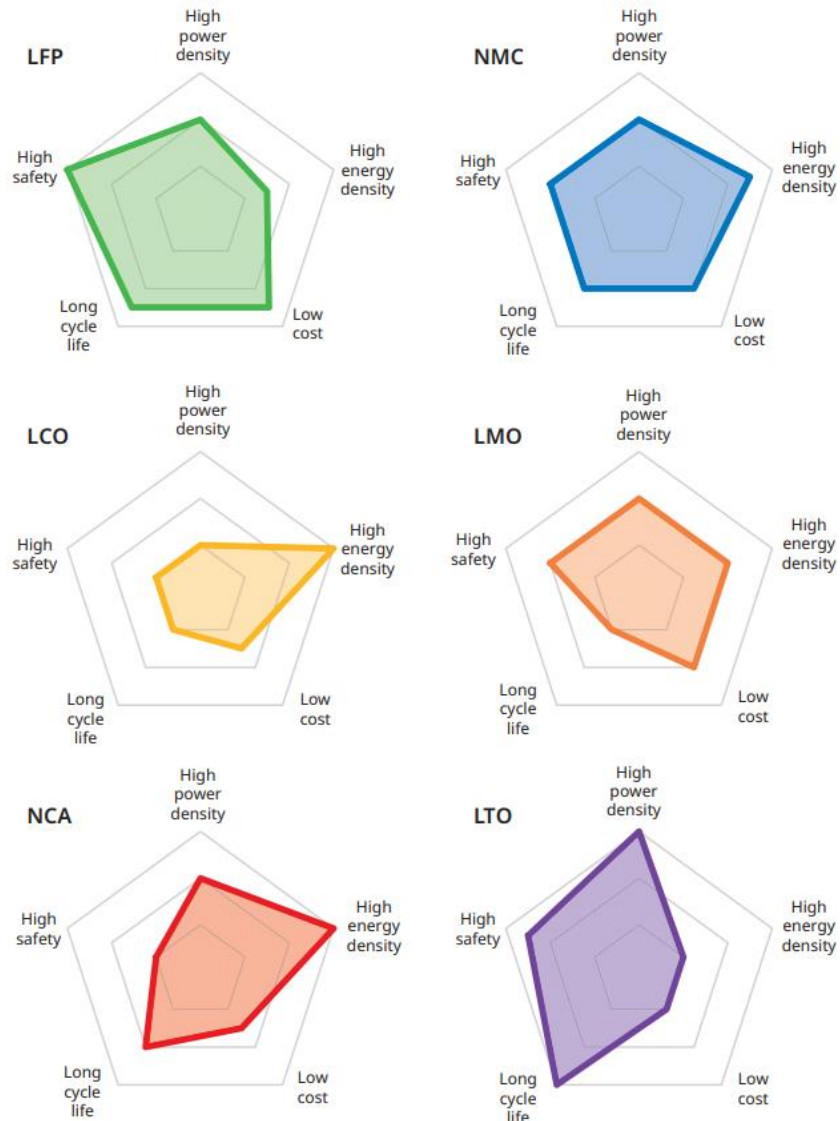 High
power
density
LFP
High
safety
High
energy
density
Long
cycle
life
Low
cost
High
power
density
NMC
High
safety
High
energy
density
Long
cycle
life
Low
cost
High
power
density
LCO
High
safety
High
energy
density
Long
cycle
life
Low
cost
High
power
density
LMO
High
safety
High
energy
density
Long
cycle
life
Low
cost
High
power
density
NCA
High
safety
High
energy
density
Long
cycle
life
Low
cost
High
power
density
LTO
High
safety
High
energy
density
Long
cycle
life
Low
cost